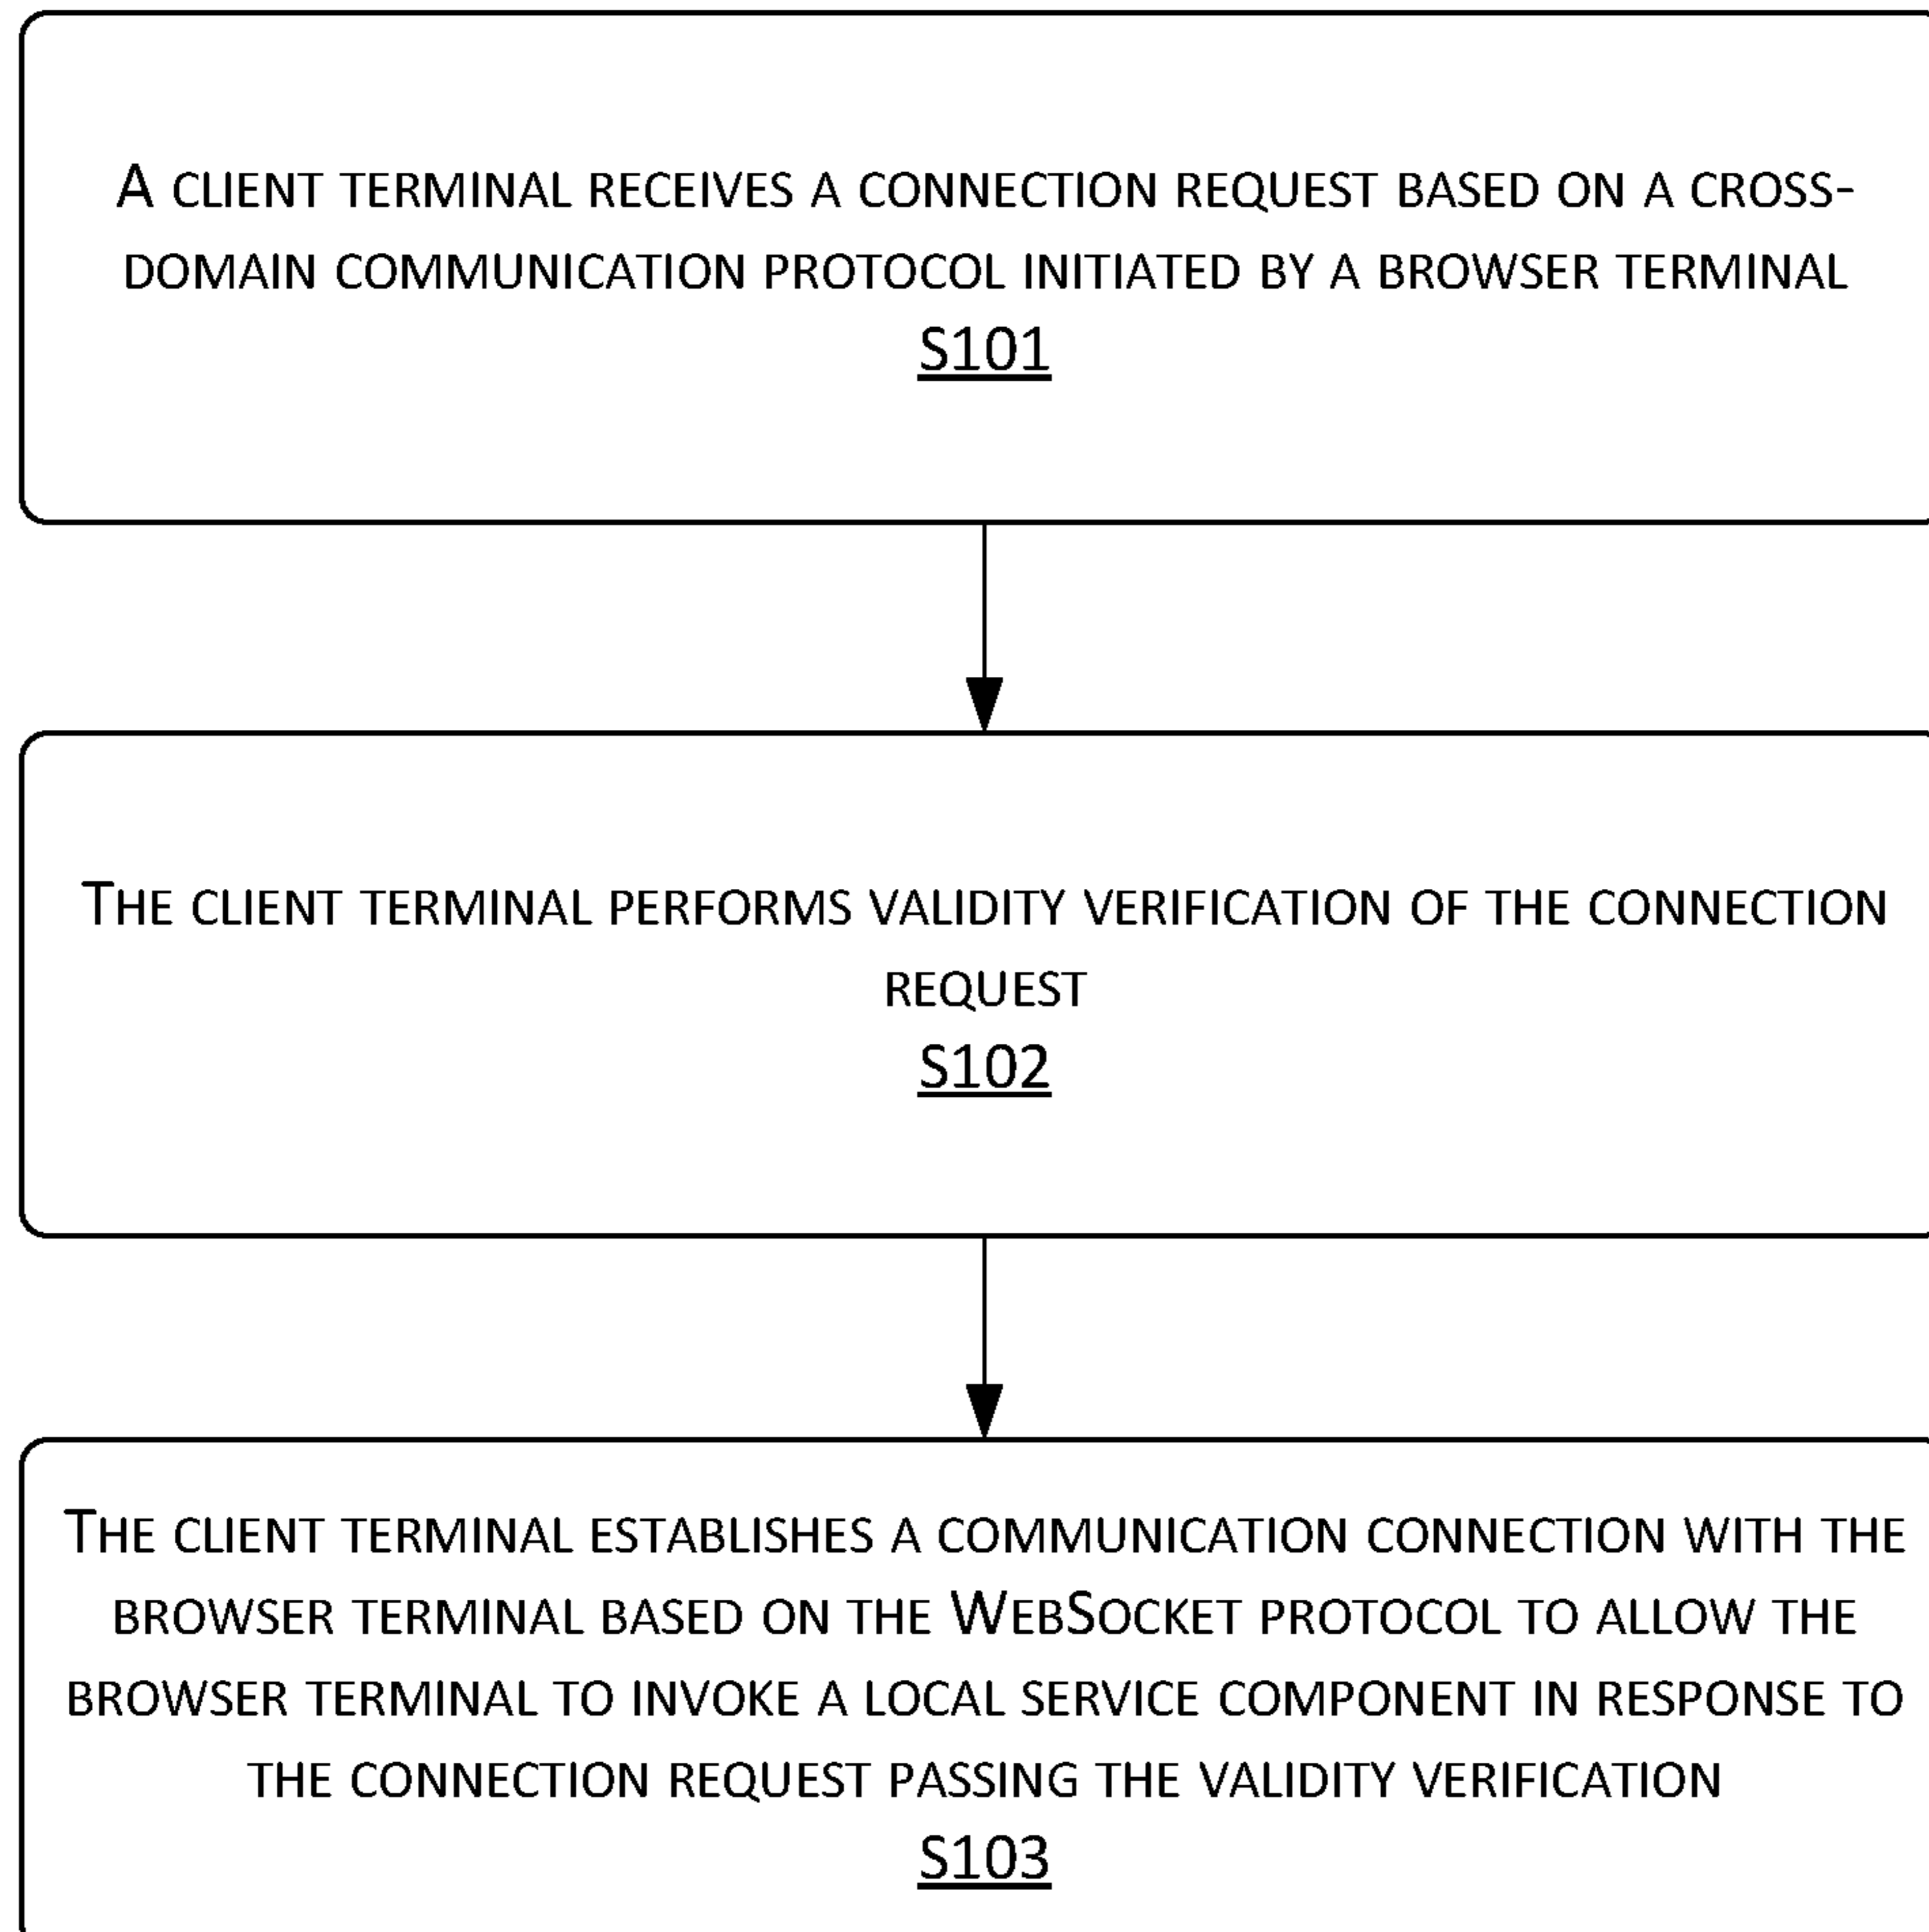 A CLIENT TERMINAL RECEIVES A CONNECTION REQUEST BASED ON A CROSS-
DOMAIN COMMUNICATION PROTOCOL INITIATED BY A BROWSER TERMINAL
S101
THE CLIENT TERMINAL PERFORMS VALIDITY VERIFICATION OF THE CONNECTION
REQUEST
S102
THE CLIENT TERMINAL ESTABLISHES A COMMUNICATION CONNECTION WITH THE
BROWSER TERMINAL BASED ON THE WEBSOCKET PROTOCOL TO ALLOW THE
BROWSER TERMINAL TO INVOKE A LOCAL SERVICE COMPONENT IN RESPONSE TO
THE CONNECTION REQUEST PASSING THE VALIDITY VERIFICATION
S103